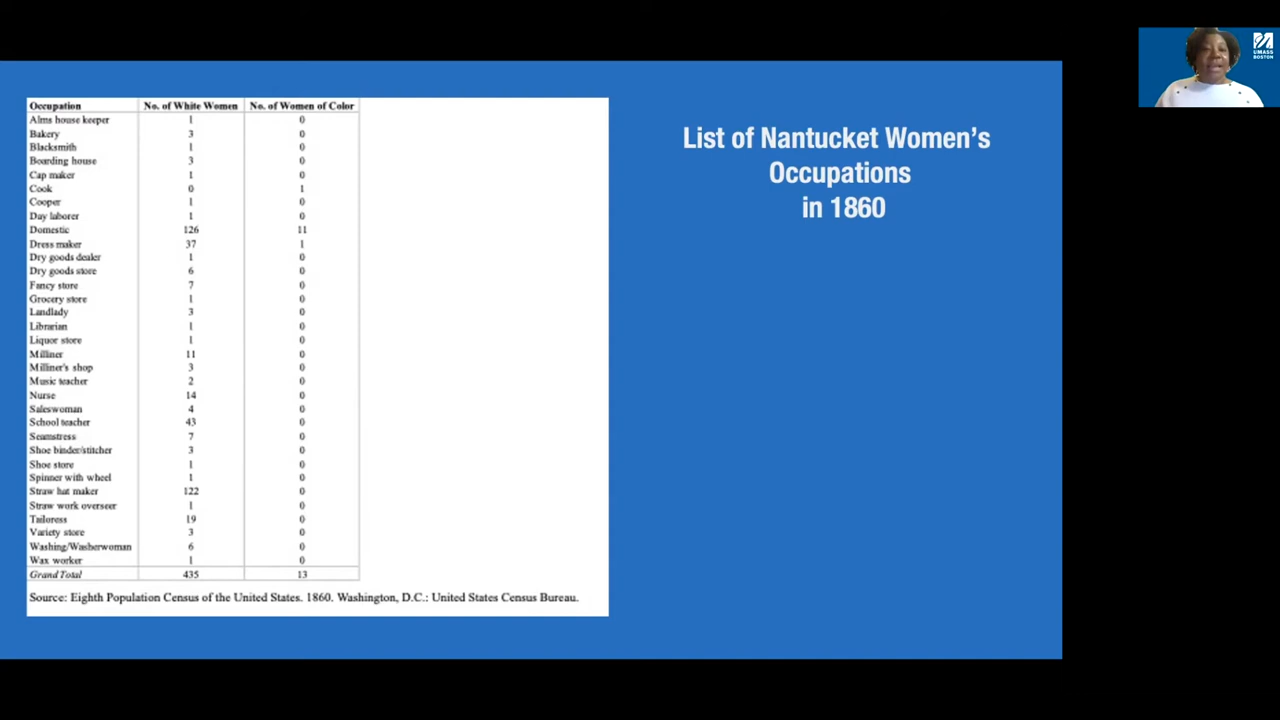 Occupation No. of White Women No. of Women of Color
Alms house keeper 1 0
Bakery 3 0
Blacksmith 1 0
Boarding house 3 0
Cap maker 1 0
Cook 0 1
Cooper 1 0
Day laborer 1 0
Domestic 126 11
Dress maker 37 1
Dry goods dealer 1 0
Dry goods store 6 0
Fancy store 7 0
Grocery store 1 0
Landlady 3 0
Librarian 1 0
Liquor store 1 0
Milliner 11 0
Milliner's shop 3 0
Music teacher 2 0
Nurse 14 0
Saleswoman 4 0
School teacher 43 0
Seamstress 7 0
Shoe binder/stitcher 3 0
Shoe store 1 0
Spinner with wheel 1 0
Straw hat maker 122 0
Straw work overseer 1 0
Tailoress 19 0
Variety store 3 0
Washing/Washerwoman 6 0
Wax worker 1 0
Grand Total 435 13
Source: Eighth Population Census of the United States. 1860. Washington, D.C.: United States Census Bureau.
List of Nantucket Women's
Occupations
in 1860
UMASS
BOSTON